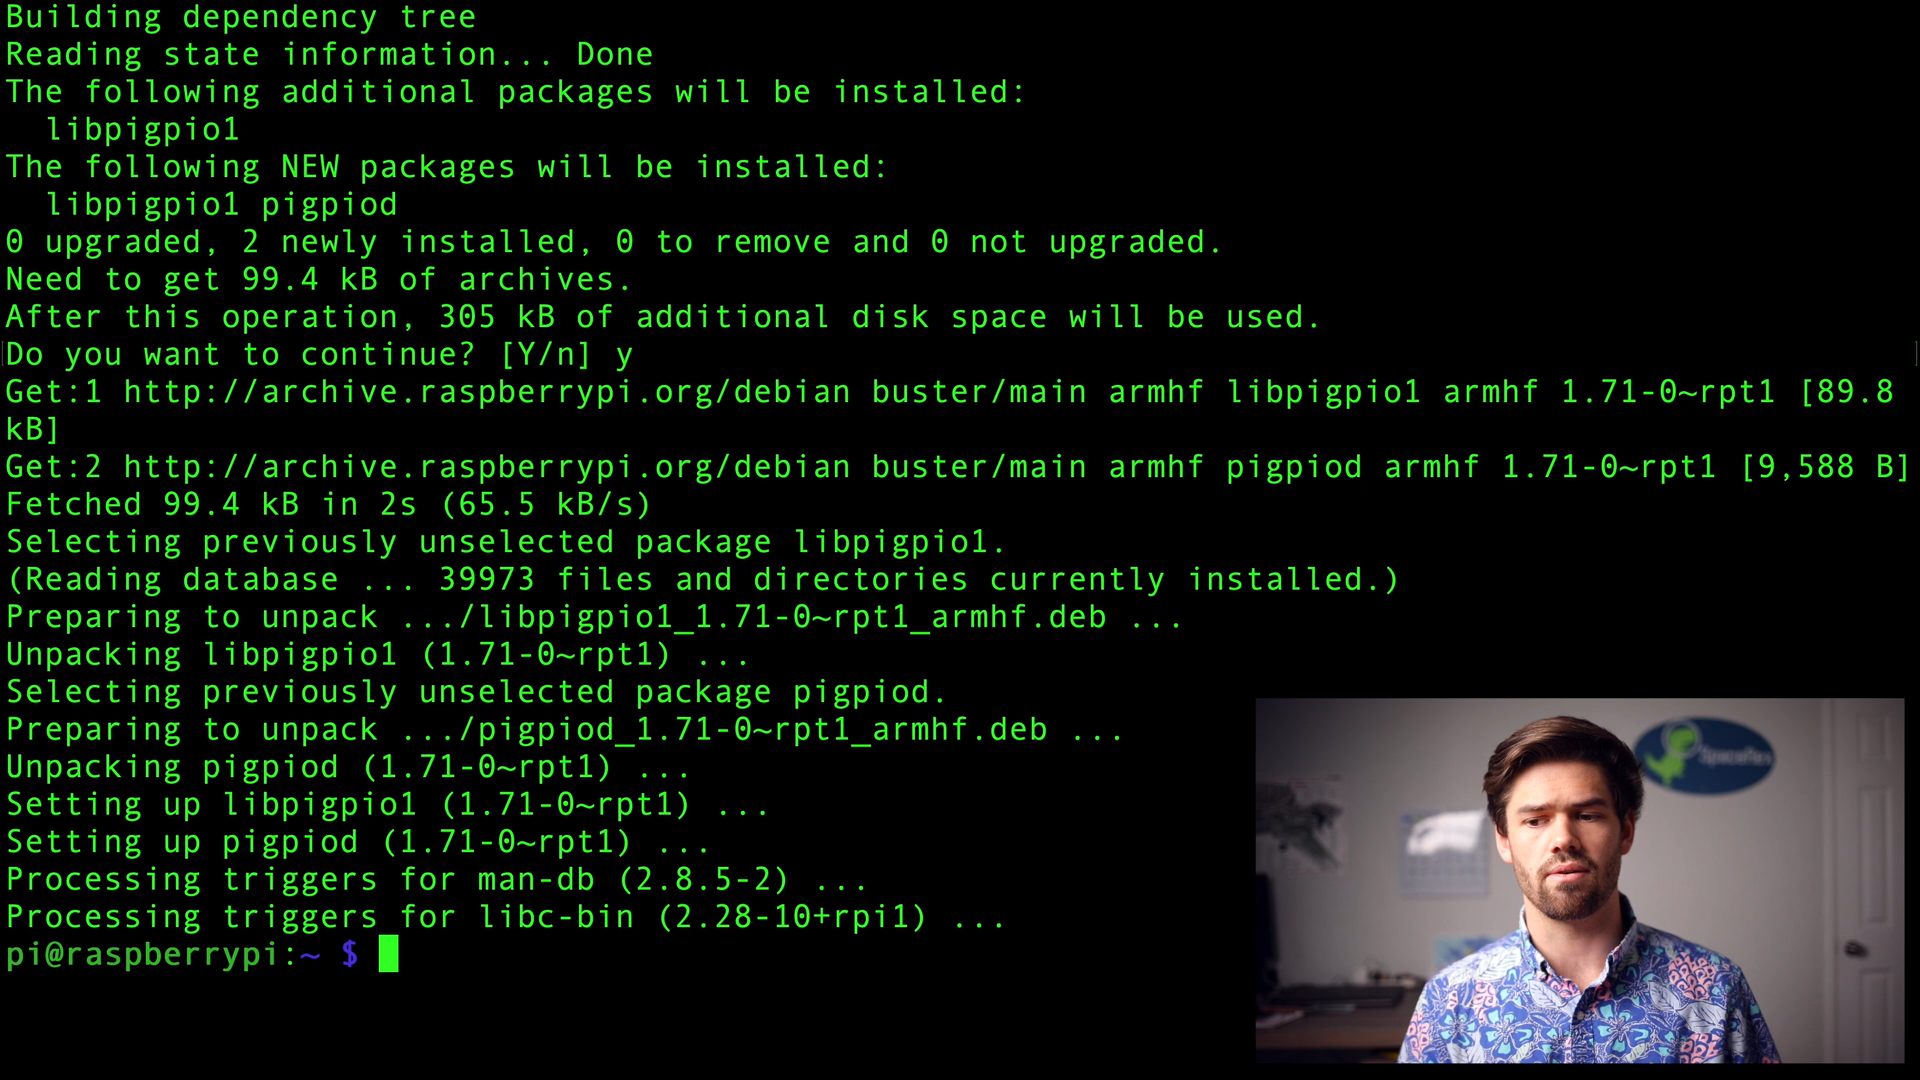 Building dependency tree
Reading state information... Done
The following additional packages will be installed:
  libpigpio1
The following NEW packages will be installed:
  libpigpio1 pigpiod
0 upgraded, 2 newly installed, 0 to remove and 0 not upgraded.
Need to get 99.4 kB of archives.
After this operation, 305 kB of additional disk space will be used.
Do you want to continue? [Y/n] y
Get:1 http://archive.raspberrypi.org/debian buster/main armhf libpigpio1 armhf 1.71-0~rpt1 [89.8
kB]
Get:2 http://archive.raspberrypi.org/debian buster/main armhf pigpiod armhf 1.71-0~rpt1 [9,588 B]
Fetched 99.4 kB in 2s (65.5 kB/s)
Selecting previously unselected package libpigpio1.
(Reading database ... 39973 files and directories currently installed.)
Preparing to unpack .../libpigpio1_1.71-0~rpt1_armhf.deb ...
Unpacking libpigpio1 (1.71-0~rpt1) ...
Selecting previously unselected package pigpiod.
Preparing to unpack .../pigpiod_1.71-0~rpt1_armhf.deb ...
Unpacking pigpiod (1.71-0~rpt1) ...
Setting up libpigpio1 (1.71-0~rpt1) ...
Setting up pigpiod (1.71-0~rpt1) ...
Processing triggers for man-db (2.8.5-2) ...
Processing triggers for libc-bin (2.28-10+rpi1) ...
pi@raspberrypi:~ $
SpaceRex